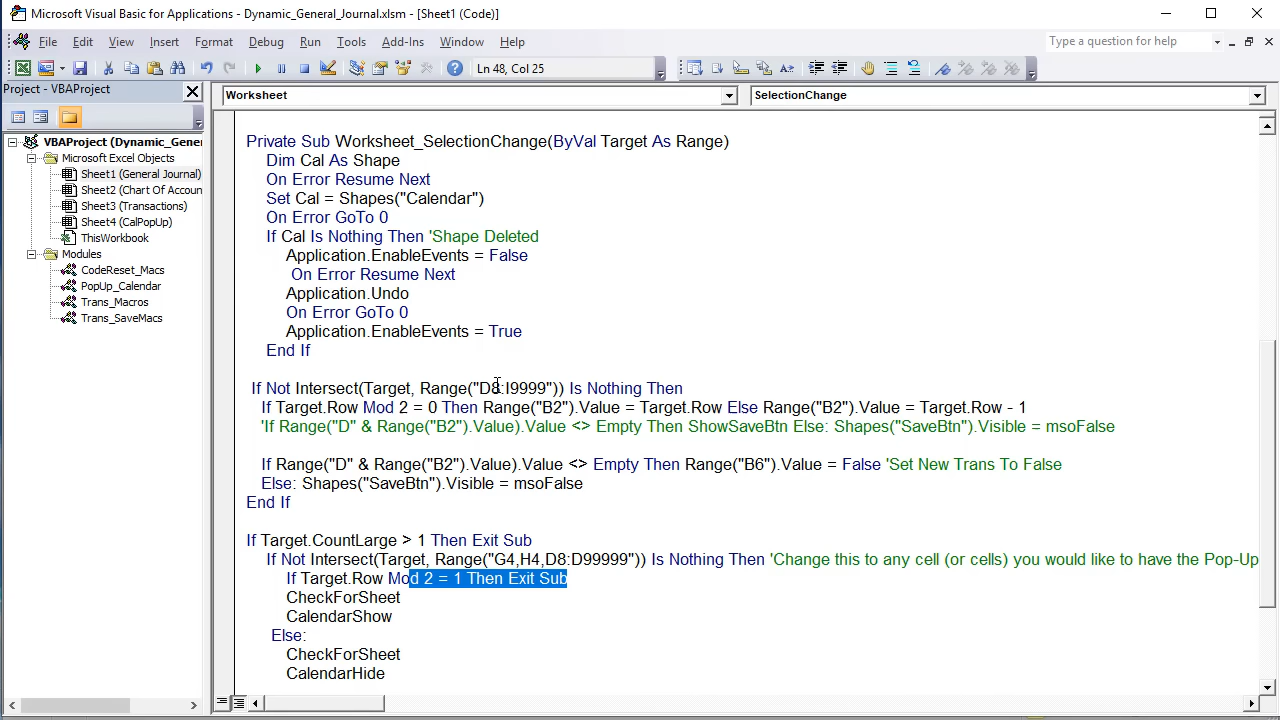 Microsoft Visual Basic for Applications - Dynamic_General_Journal.xlsm - [Sheet1 (Code)]
File Edit View Insert Format Debug Run Tools Add-Ins Window Help Type a question for help
Ln 48, Col 25
Project - VBAProject
Worksheet SelectionChange
VBAProject (Dynamic_Gener
Microsoft Excel Objects
Sheet1 (General Journal)
Sheet2 (Chart Of Accoun
Sheet3 (Transactions)
Sheet4 (CalPopUp)
ThisWorkbook
Modules
CodeReset_Macs
PopUp_Calendar
Trans_Macros
Trans_SaveMacs
Private Sub Worksheet_SelectionChange(ByVal Target As Range)
Dim Cal As Shape
On Error Resume Next
Set Cal = Shapes("Calendar")
On Error GoTo 0
If Cal Is Nothing Then 'Shape Deleted
Application.EnableEvents = False
On Error Resume Next
Application.Undo
On Error GoTo 0
Application.EnableEvents = True
End If
If Not Intersect(Target, Range("D8:I9999")) Is Nothing Then
If Target.Row Mod 2 = 0 Then Range("B2").Value = Target.Row Else Range("B2").Value = Target.Row - 1
'If Range("D" & Range("B2").Value).Value <> Empty Then ShowSaveBtn Else: Shapes("SaveBtn").Visible = msoFalse
If Range("D" & Range("B2").Value).Value <> Empty Then Range("B6").Value = False 'Set New Trans To False
Else: Shapes("SaveBtn").Visible = msoFalse
End If
If Target.CountLarge > 1 Then Exit Sub
If Not Intersect(Target, Range("G4,H4,D8:D99999")) Is Nothing Then 'Change this to any cell (or cells) you would like to have the Pop-Up
If Target.Row Mod 2 = 1 Then Exit Sub
CheckForSheet
CalendarShow
Else:
CheckForSheet
CalendarHide